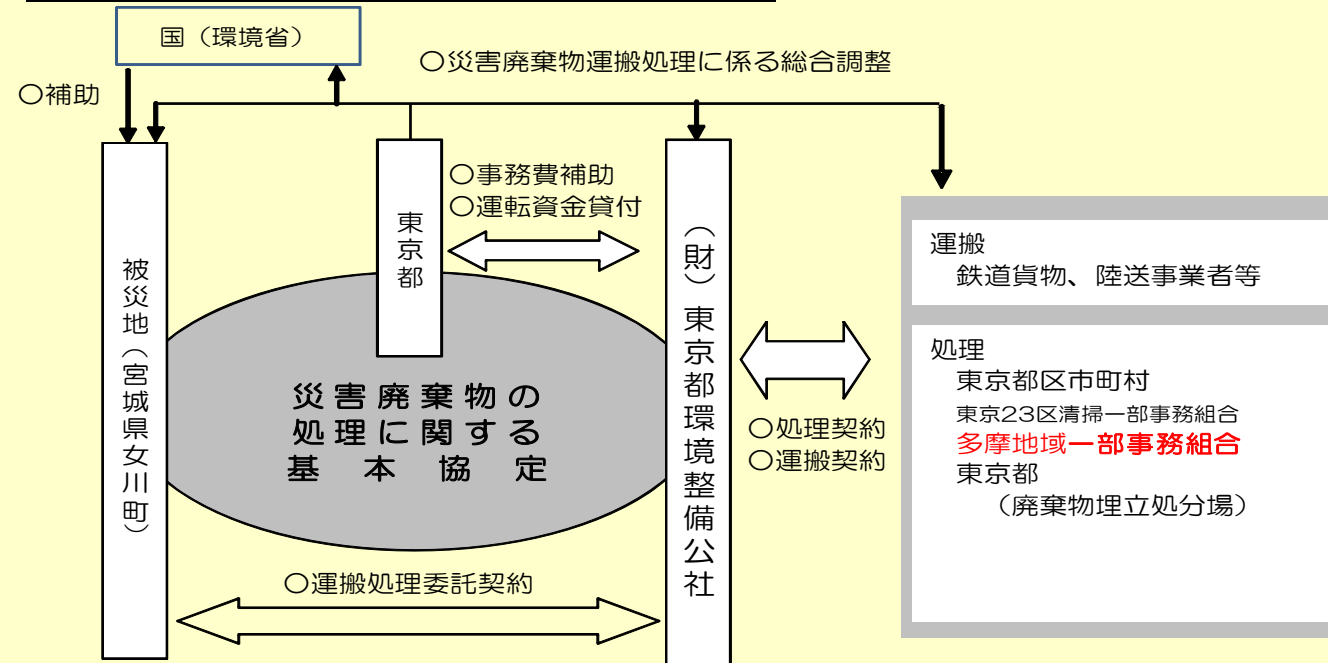 国（環境省）
〇災害廃棄物運搬処理に係る総合調整
〇補助
被災地（宮城県女川町）
東京都
〇事務費補助
〇運転資金貸付
（財）東京都環境整備公社
災害廃棄物の
処理に関する
基本協定
〇運搬処理委託契約
〇処理契約
〇運搬契約
運搬
鉄道貨物、陸送事業者等
処理
東京都区市町村
東京23区清掃一部事務組合
多摩地域一部事務組合
東京都
（廃棄物埋立処分場）